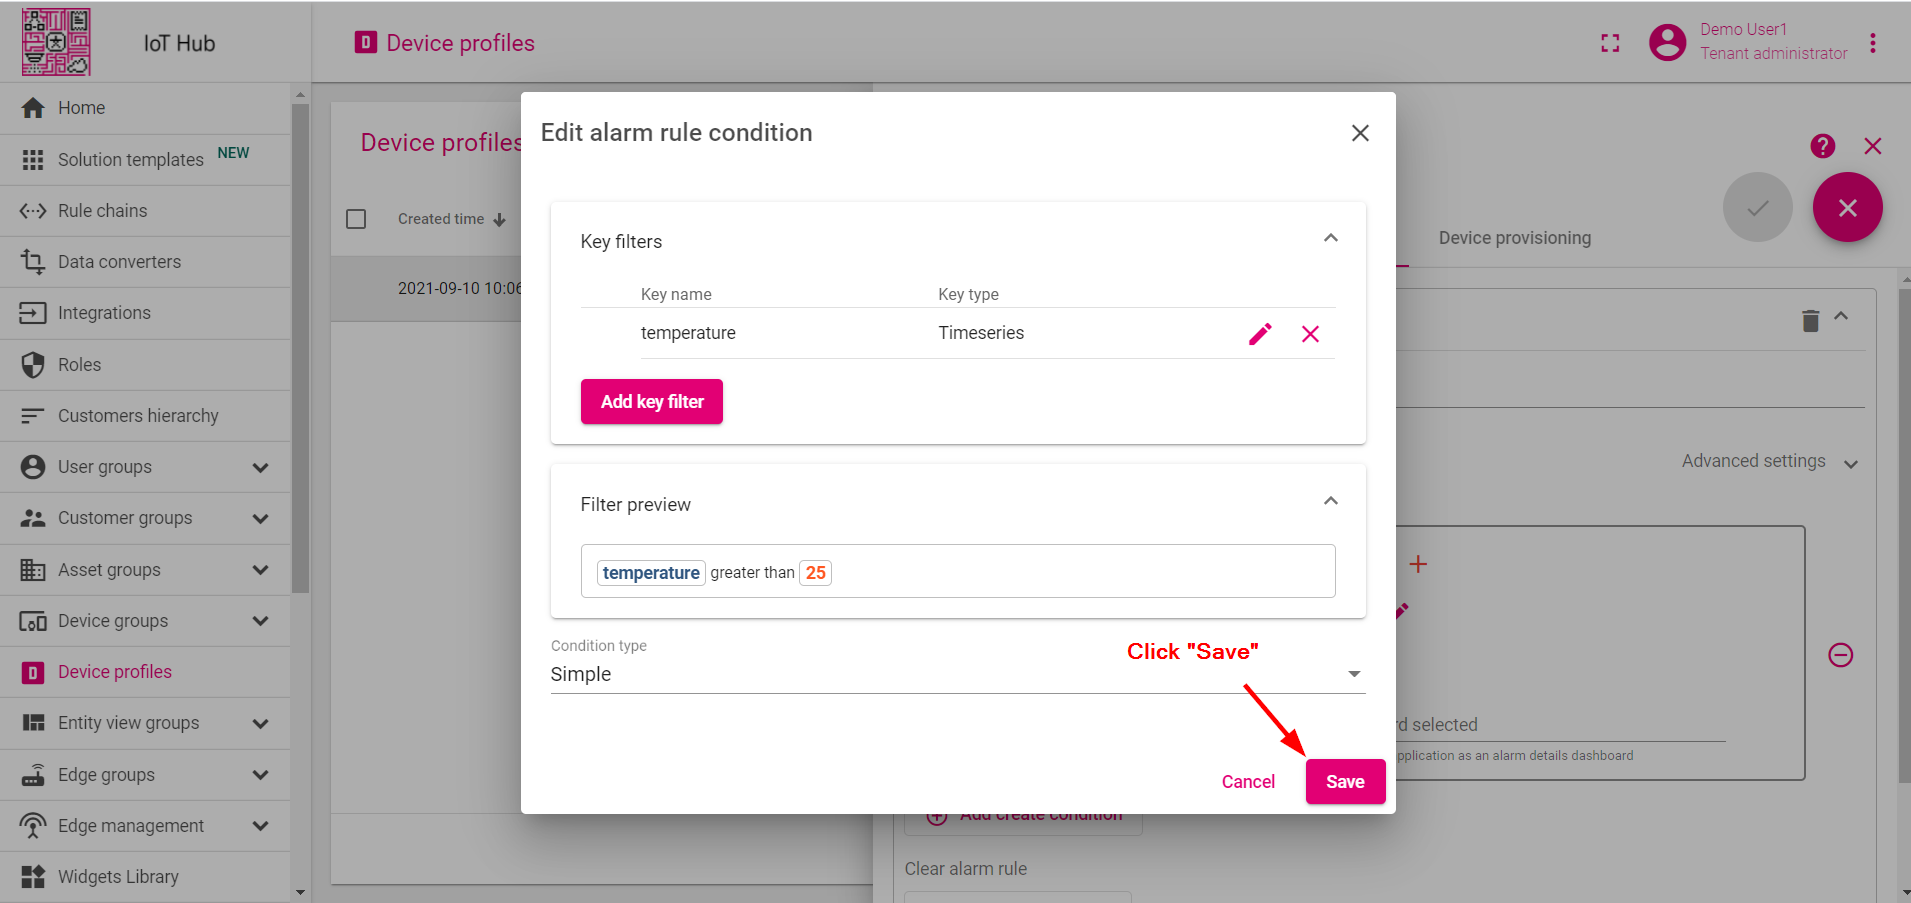 IoT Hub
D Device profiles
Demo User1
Tenant administrator
Home
Solution templates NEW
Rule chains
Data converters
Integrations
Roles
Customers hierarchy
User groups
Customer groups
Asset groups
Device groups
D Device profiles
Entity view groups
Edge groups
Edge management
Widgets Library
Device profiles
Created time
2021-09-10 10:06
Edit alarm rule condition
Key filters
Key name Key type
temperature Timeseries
Add key filter
Filter preview
temperature greater than 25
Condition type
Simple
Click "Save"
Cancel Save
?
Device provisioning
Advanced settings
selected
pplication as an alarm details dashboard
Add create condition
Clear alarm rule